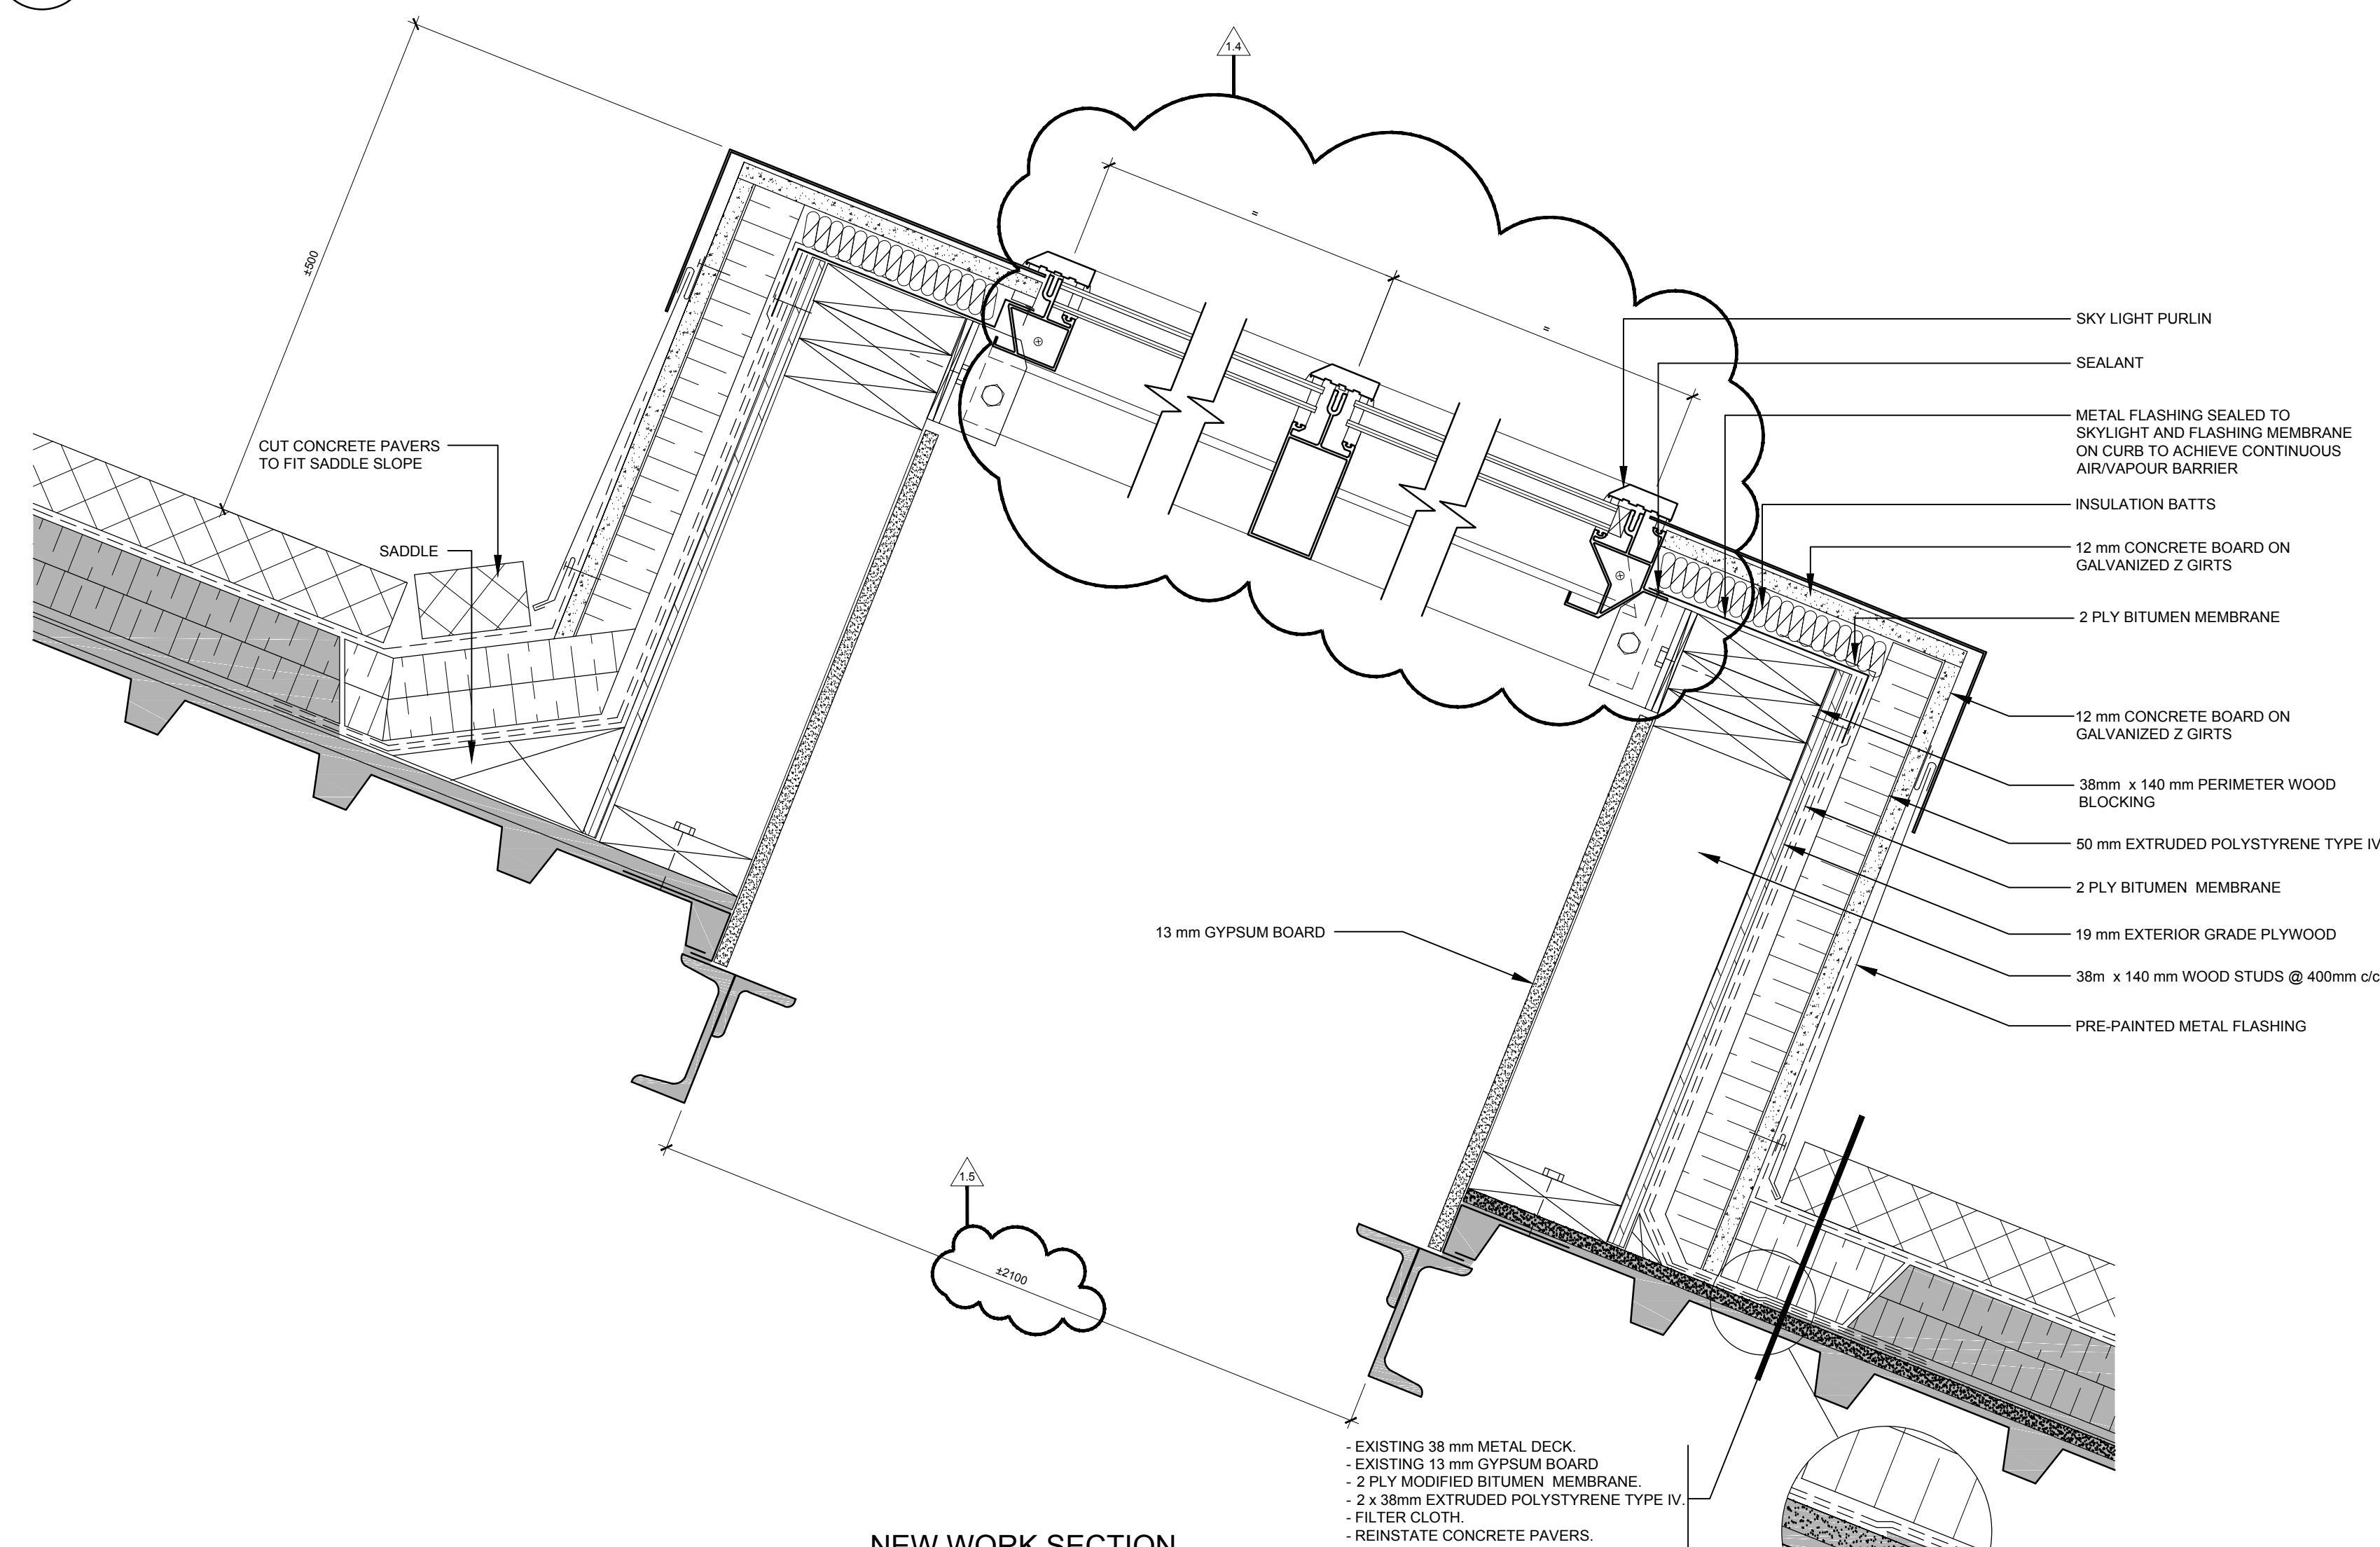 1.4
±500
=
=
SKY LIGHT PURLIN
SEALANT
METAL FLASHING SEALED TO
SKYLIGHT AND FLASHING MEMBRANE
ON CURB TO ACHIEVE CONTINUOUS
AIR/VAPOUR BARRIER
CUT CONCRETE PAVERS
TO FIT SADDLE SLOPE
INSULATION BATTS
SADDLE
12 mm CONCRETE BOARD ON
GALVANIZED Z GIRTS
2 PLY BITUMEN MEMBRANE
12 mm CONCRETE BOARD ON
GALVANIZED Z GIRTS
38mm x 140 mm PERIMETER WOOD
BLOCKING
50 mm EXTRUDED POLYSTYRENE TYPE IV
2 PLY BITUMEN MEMBRANE
13 mm GYPSUM BOARD
19 mm EXTERIOR GRADE PLYWOOD
38m x 140 mm WOOD STUDS @ 400mm c/c
PRE-PAINTED METAL FLASHING
1.5
±2100
- EXISTING 38 mm METAL DECK.
- EXISTING 13 mm GYPSUM BOARD
- 2 PLY MODIFIED BITUMEN MEMBRANE.
- 2 x 38mm EXTRUDED POLYSTYRENE TYPE IV.
- FILTER CLOTH.
- REINSTATE CONCRETE PAVERS.
NEW WORK SECTION